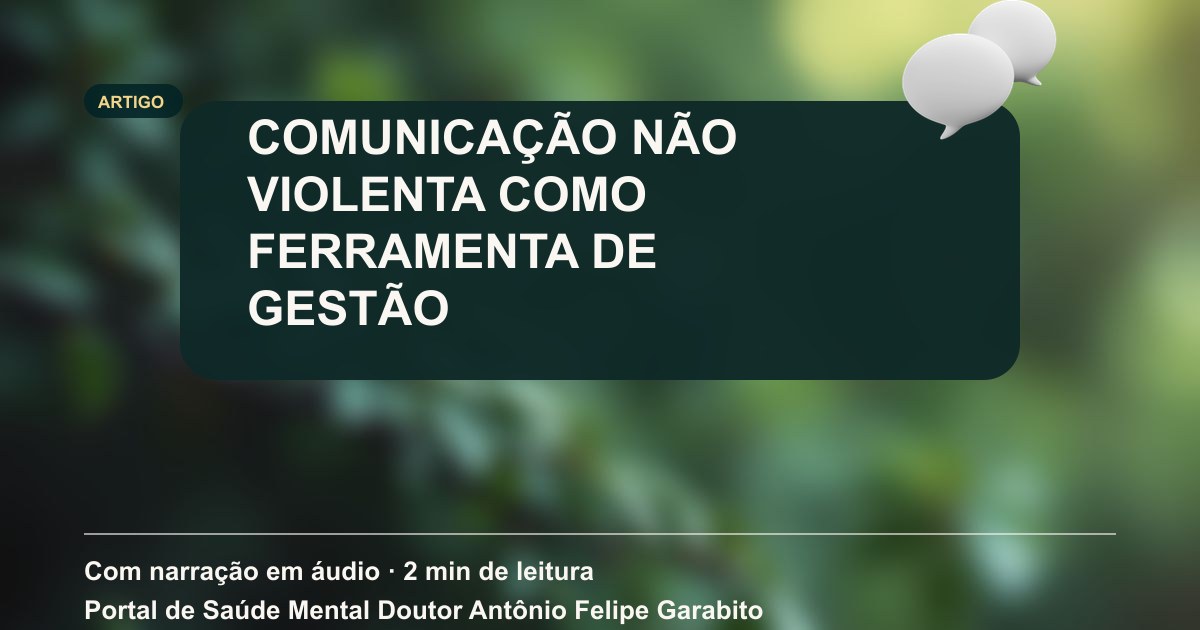 ARTIGO
COMUNICAÇÃO NÃO
VIOLENTA COMO
FERRAMENTA DE
GESTÃO
Com narração em áudio · 2 min de leitura
Portal de Saúde Mental Doutor Antônio Felipe Garabito